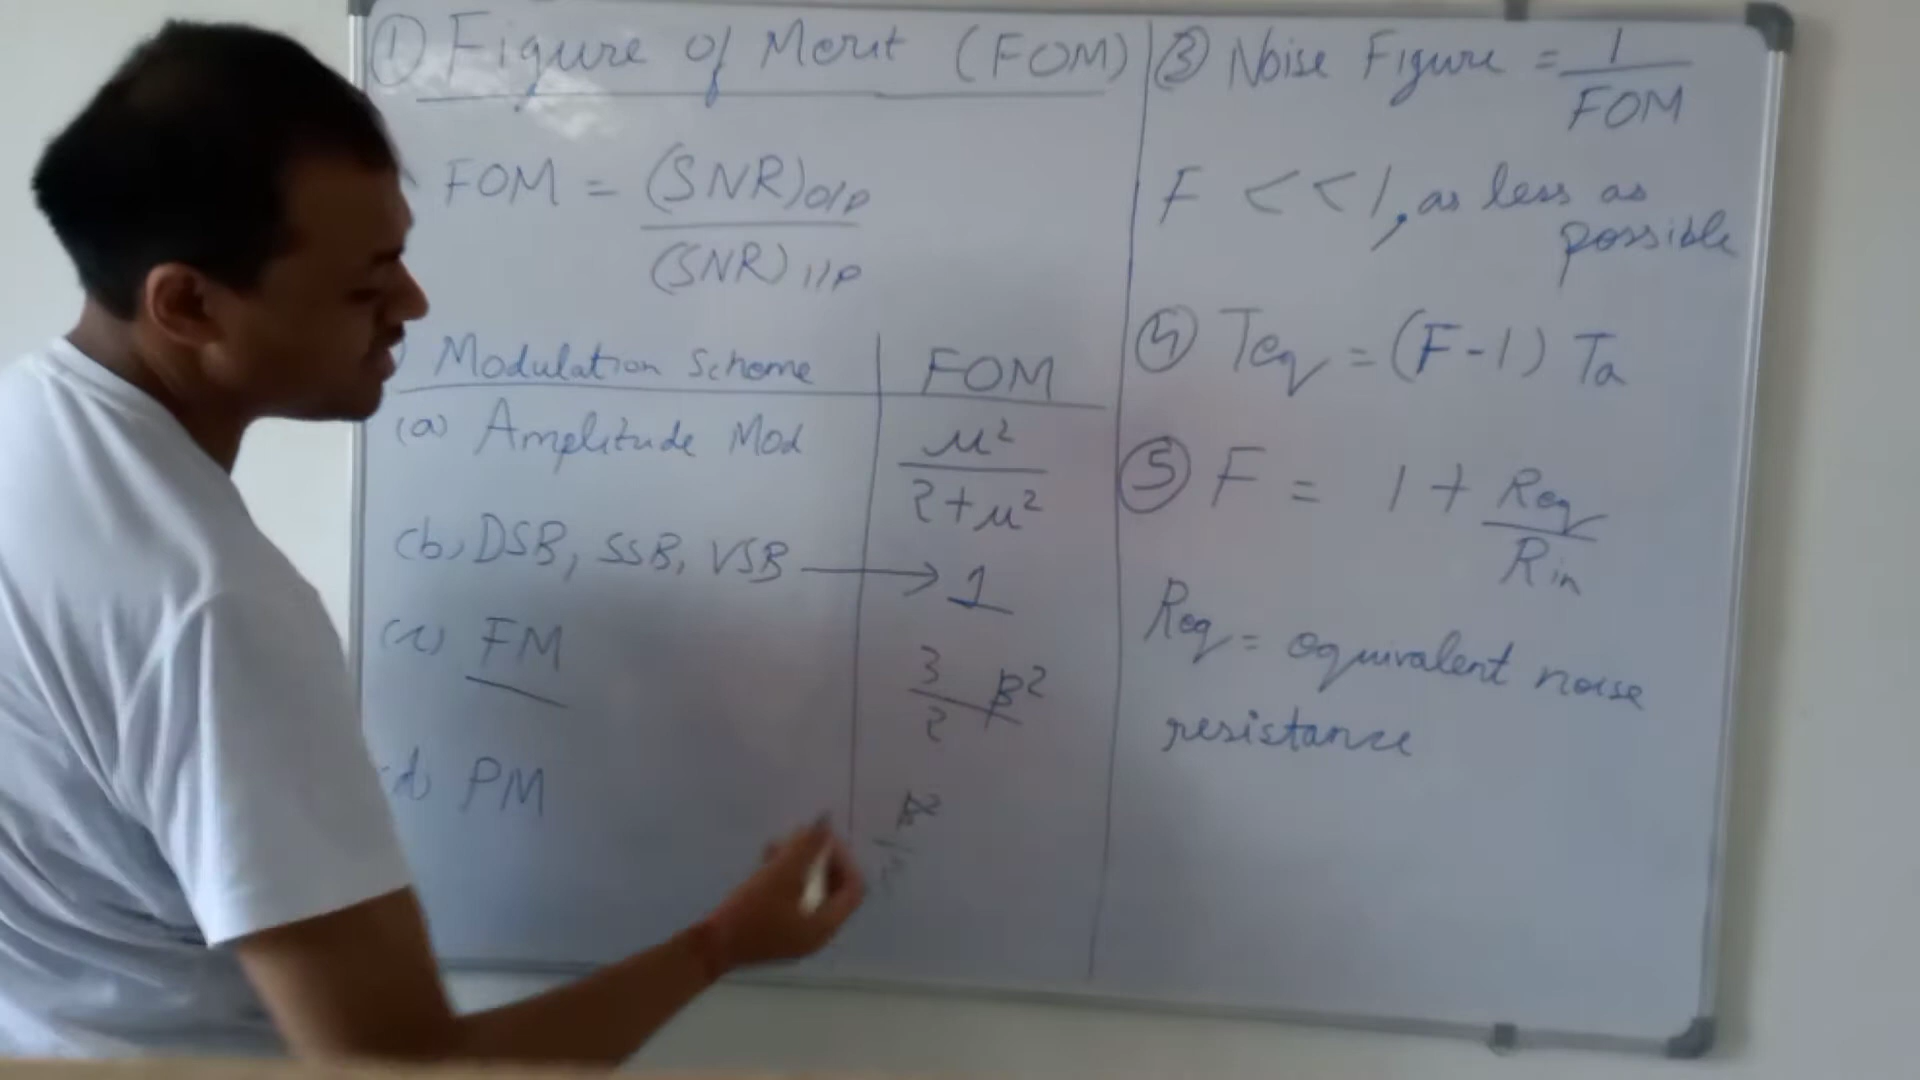 ① Figure of Merit (FOM)
FOM = (SNR)O/P
(SNR) I/P
) Modulation Scheme FOM
(a) Amplitude Mod μ²
2+μ²
(b) DSB, SSB, VSB → 1
(c) FM 3/2 β²
d) PM β²
③ Noise Figure = 1
FOM
F << 1, as less as
possible
④ Teq = (F-1) Ta
⑤ F = 1 + Req
Rin
Req = equivalent noise
resistance